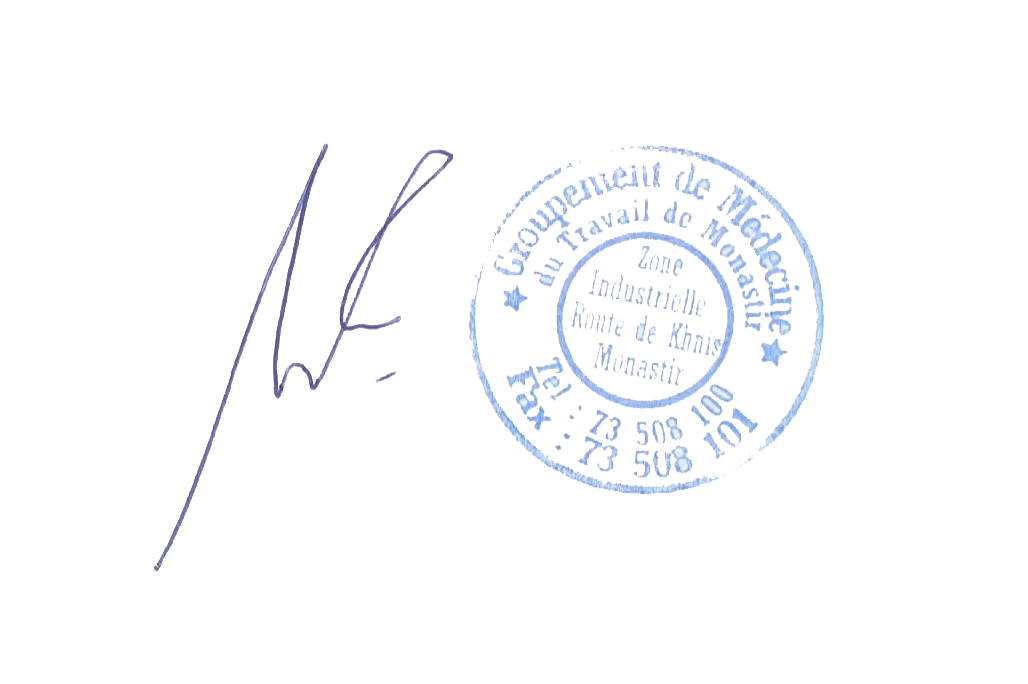 Groupement de Médecine
du Travail de Monastir
Zone
Industrielle
Route de Khnis
Monastir
Tel : 73 508 100
Fax : 73 508 101